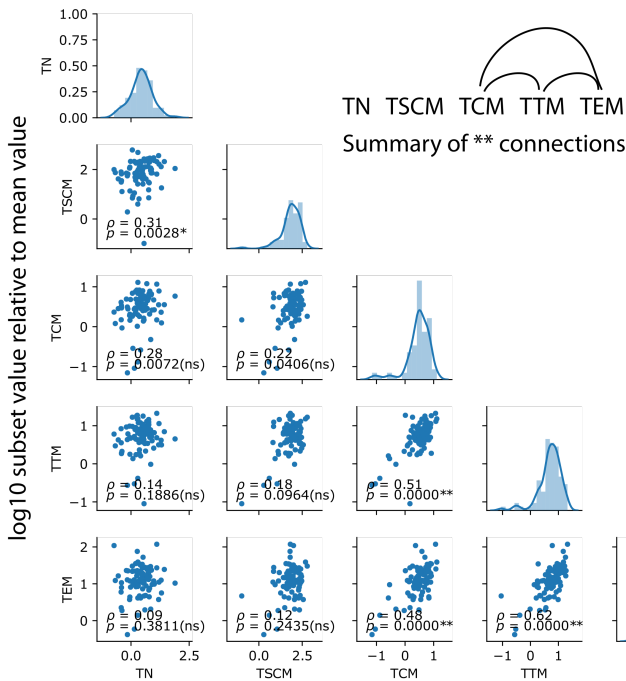 1.00
0.75
0.50
0.25
0.00
TN
TN TSCM TCM TTM TEM
Summary of ** connections
log10 subset value relative to mean value
2
0
TSCM
ρ = 0.31
p = 0.0028*
1
0
−1
TCM
ρ = 0.28
p = 0.0072(ns)
ρ = 0.22
p = 0.0406(ns)
1
0
−1
TTM
ρ = 0.14
p = 0.1886(ns)
ρ = 0.18
p = 0.0964(ns)
ρ = 0.51
p = 0.0000**
2
1
0
TEM
ρ = 0.09
p = 0.3811(ns)
ρ = 0.12
p = 0.2435(ns)
ρ = 0.48
p = 0.0000**
ρ = 0.62
p = 0.0000**
0.0 2.5
TN
0.0 2.5
TSCM
−1 0 1
TCM
−1 0 1
TTM